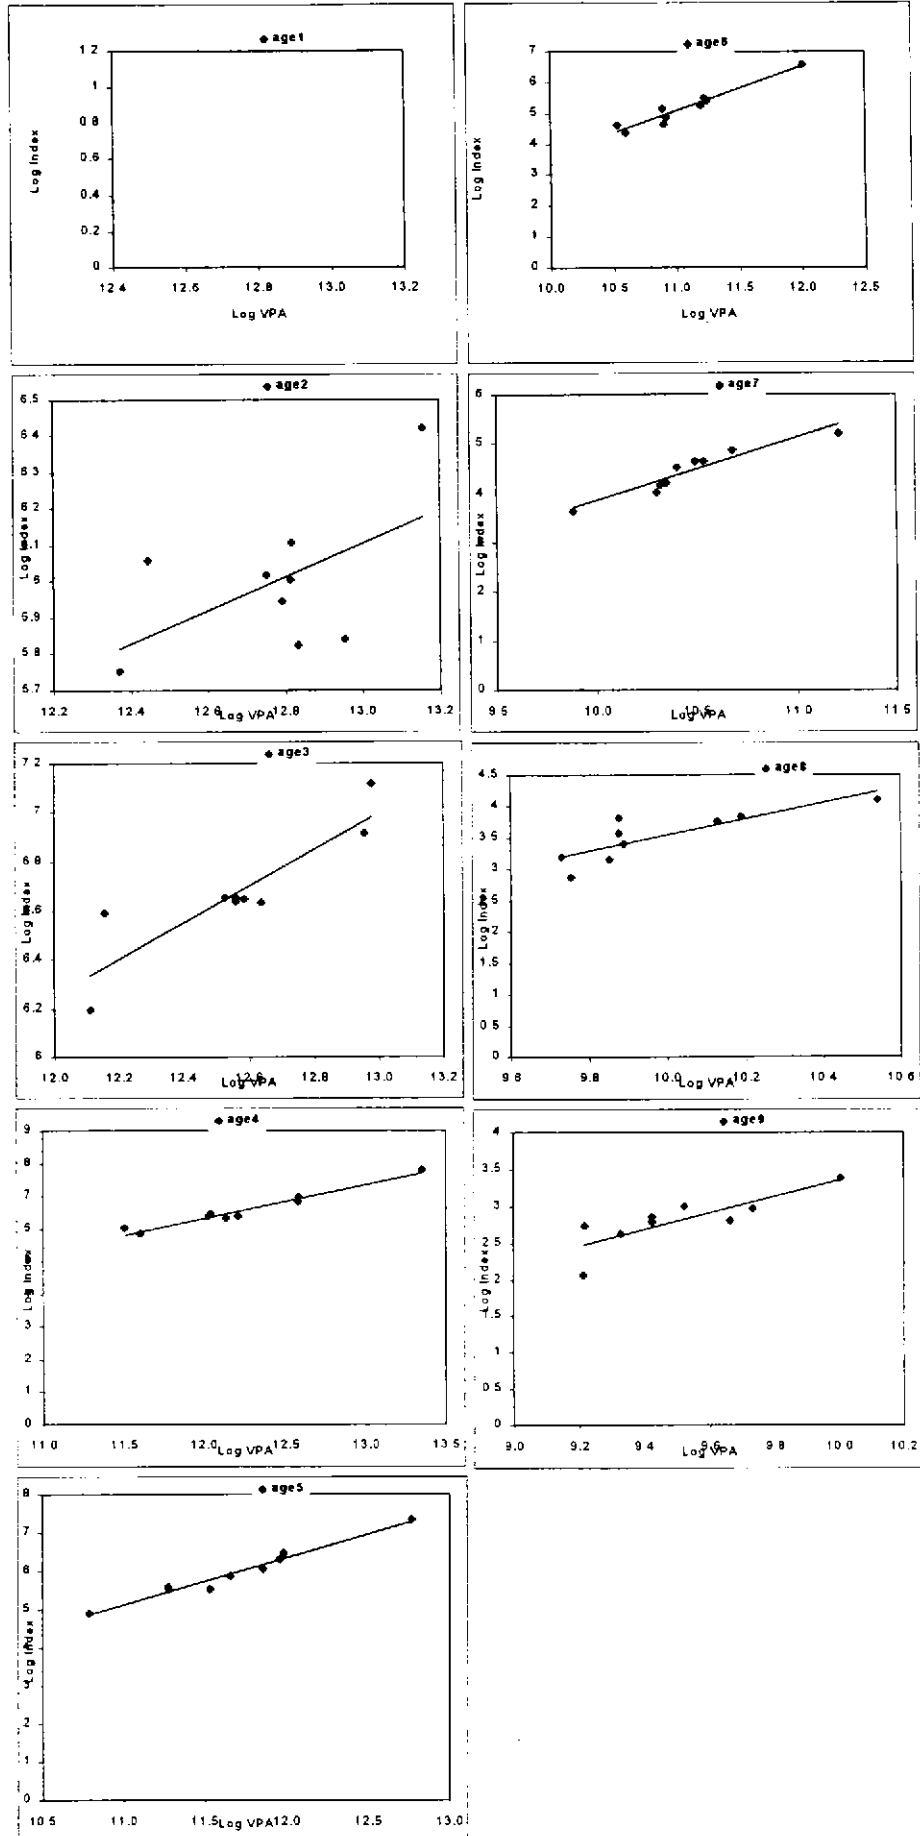 age1
1.2
1
0.8
0.6
0.4
0.2
0
Log Index
12.4 12.6 12.8 13.0 13.2
Log VPA
age6
7
6
5
4
3
2
1
0
Log Index
10.0 10.5 11.0 11.5 12.0 12.5
Log VPA
age2
6.5
6.4
6.3
6.2
6.1
6
5.9
5.8
5.7
Log Index
12.2 12.4 12.6 12.8 13.0 13.2
Log VPA
age7
6
5
4
3
2
1
0
Log Index
9.5 10.0 10.5 11.0 11.5
Log VPA
age3
7.2
7
6.8
6.6
6.4
6.2
6
Log Index
12.0 12.2 12.4 12.6 12.8 13.0 13.2
Log VPA
age8
4.5
4
3.5
3
2.5
2
1.5
1
0.5
0
Log Index
9.6 9.8 10.0 10.2 10.4 10.6
Log VPA
age4
9
8
7
6
5
4
3
2
1
0
Log Index
11.0 11.5 12.0 12.5 13.0 13.5
Log VPA
age9
4
3.5
3
2.5
2
1.5
1
0.5
0
Log Index
9.0 9.2 9.4 9.6 9.8 10.0 10.2
Log VPA
age5
8
7
6
5
4
3
2
1
0
Log Index
10.5 11.0 11.5 12.0 12.5 13.0
Log VPA